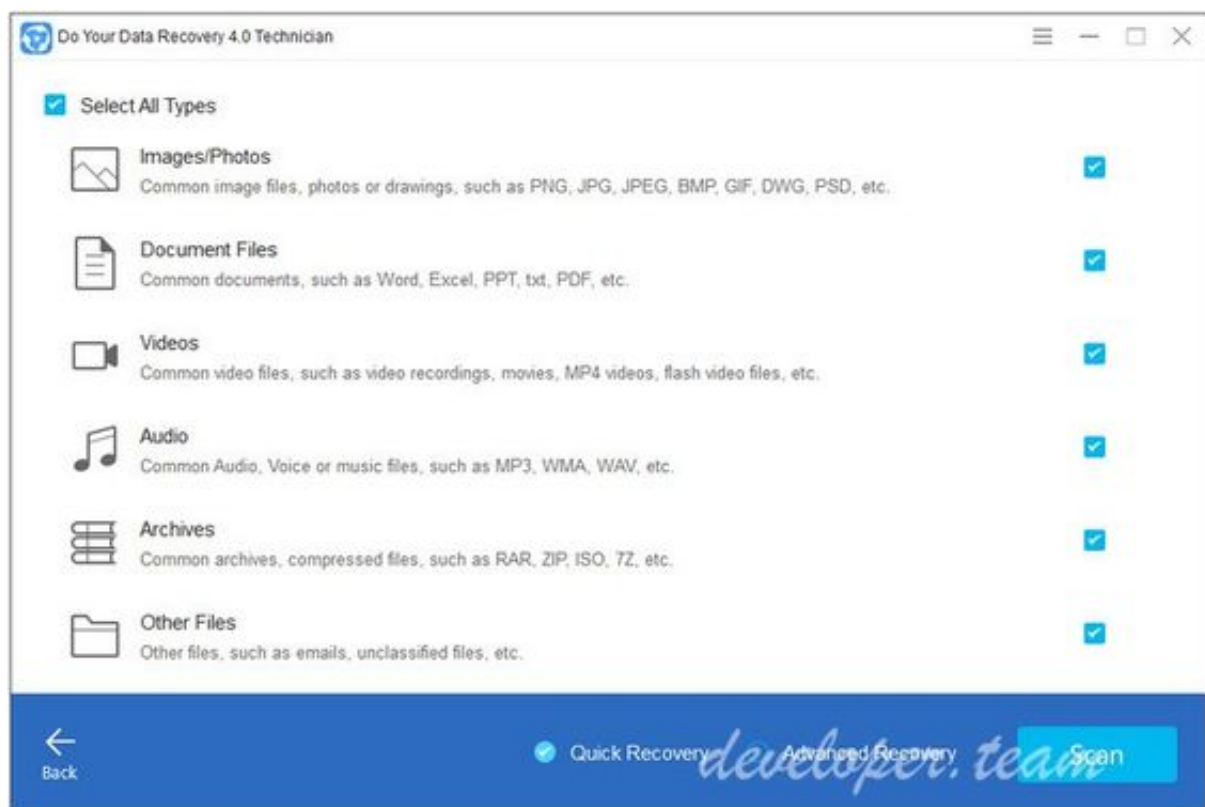 Do Your Data Recovery 4.0 Technician
Select All Types
Images/Photos
Common image files, photos or drawings, such as PNG, JPG, JPEG, BMP, GIF, DWG, PSD, etc.
Document Files
Common documents, such as Word, Excel, PPT, txt, PDF, etc.
Videos
Common video files, such as video recordings, movies, MP4 videos, flash video files, etc.
Audio
Common Audio, Voice or music files, such as MP3, WMA, WAV, etc.
Archives
Common archives, compressed files, such as RAR, ZIP, ISO, 7Z, etc.
Other Files
Other files, such as emails, unclassified files, etc.
Quick Recovery Advanced Recovery Scan
developer.team
Back